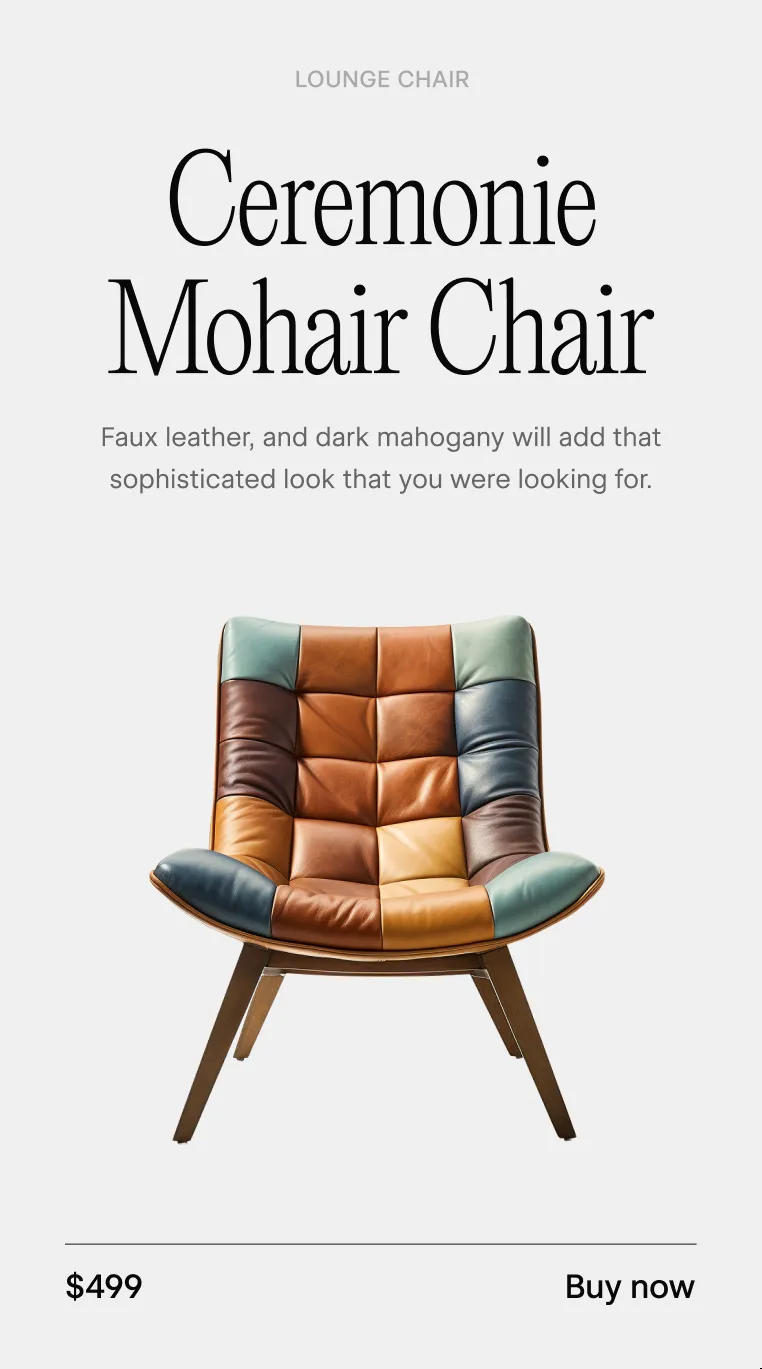 LOUNGE CHAIR
Ceremonie
Mohair Chair
Faux leather, and dark mahogany will add that
sophisticated look that you were looking for.
$499
Buy now